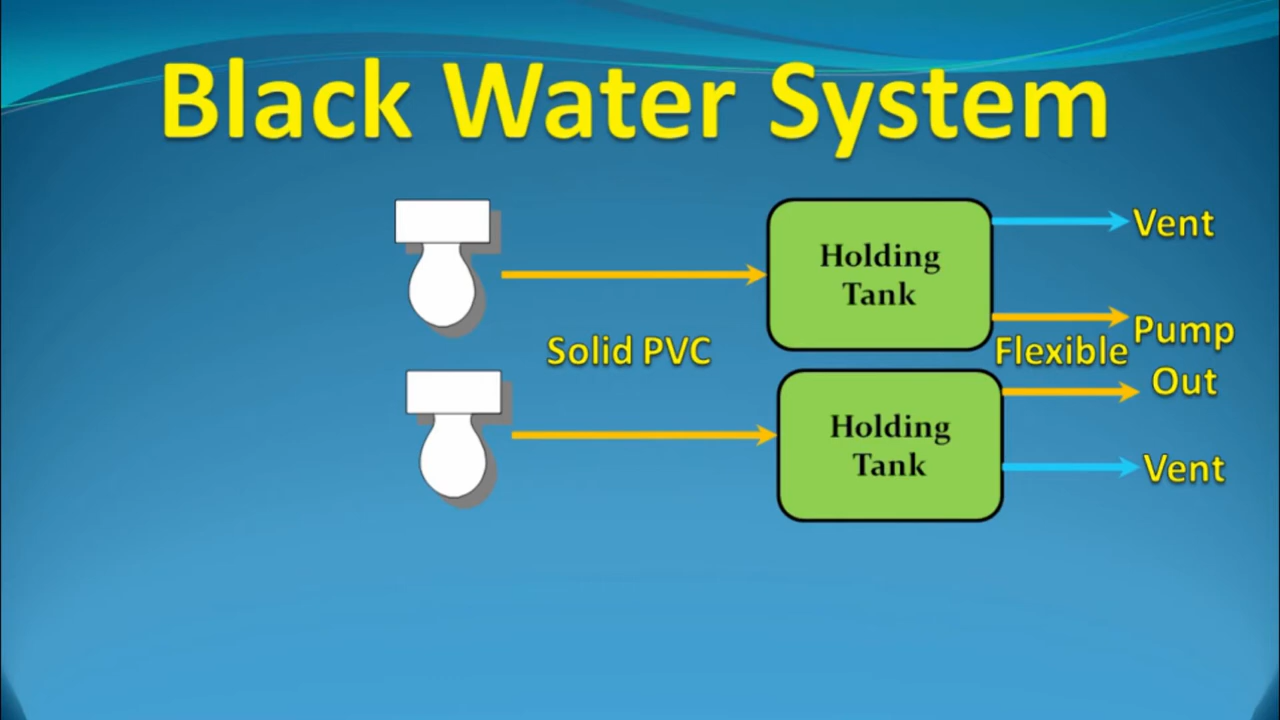 Black Water System
Holding
Tank
Vent
Solid PVC
Flexible
Pump
Out
Holding
Tank
Vent